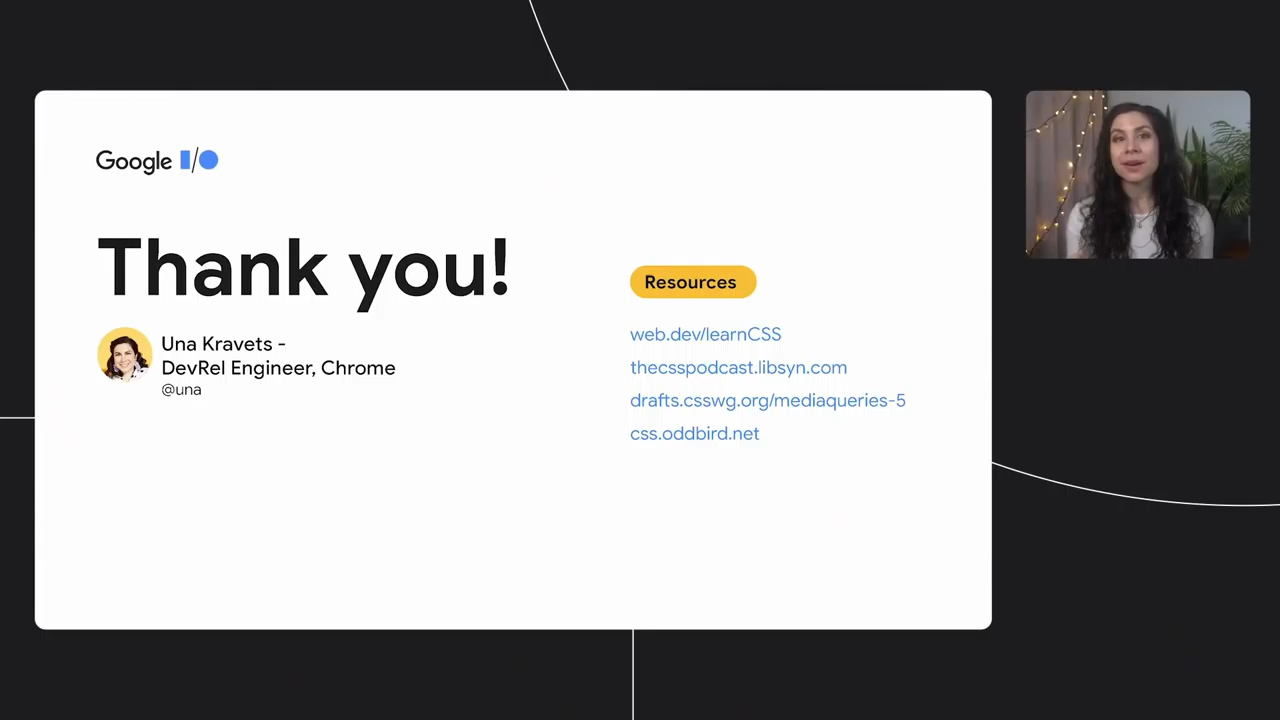 Google I/O
Thank you!
Una Kravets -
DevRel Engineer, Chrome
@una
Resources
web.dev/learnCSS
thecsspodcast.libsyn.com
drafts.csswg.org/mediaqueries-5
css.oddbird.net